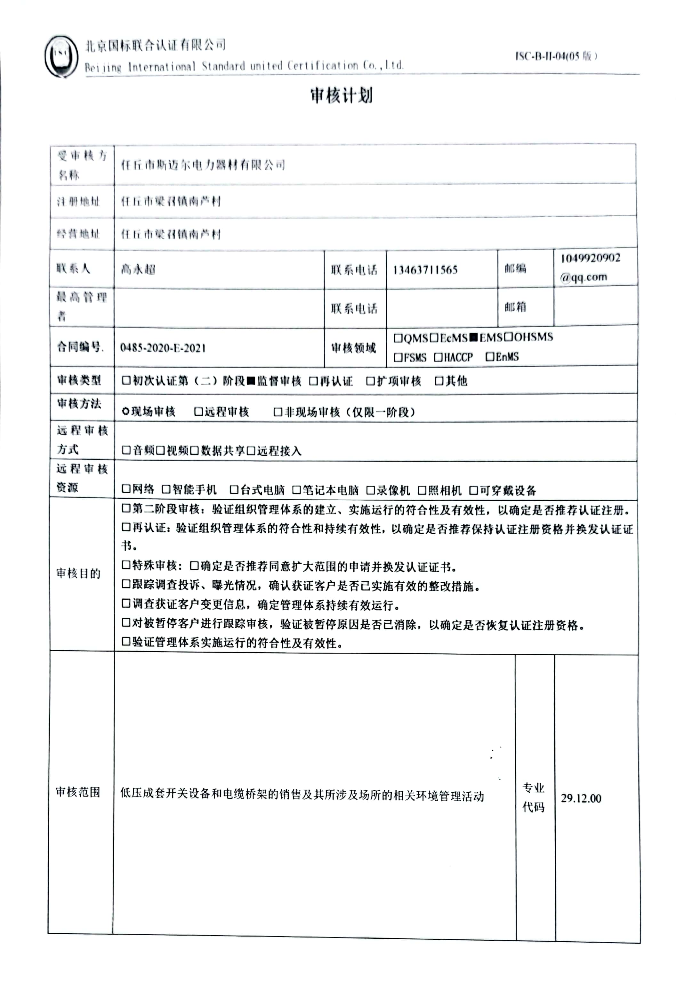 北京国标联合认证有限公司
ISC-B-II-04(05 版)
Beijing International Standard united Certification Co.,Ltd.
审核计划
受审核方
名称
任丘市斯迈尔电力器材有限公司
注册地址
任丘市梁召镇南芦村
经营地址
任丘市梁召镇南芦村
联系人
高永超
联系电话
13463711565
邮编
1049920902
@qq.com
最高管理
者
联系电话
邮箱
合同编号.
0485-2020-E-2021
审核领域
□QMS□EcMS■EMS□OHSMS
□FSMS □HACCP □EnMS
审核类型
□初次认证第（二）阶段■监督审核 □再认证 □扩项审核 □其他
审核方法
✪现场审核 □远程审核 □非现场审核（仅限一阶段）
远程审核
方式
□音频□视频□数据共享□远程接入
远程审核
资源
□网络 □智能手机 □台式电脑 □笔记本电脑 □录像机 □照相机 □可穿戴设备
审核目的
□第二阶段审核：验证组织管理体系的建立、实施运行的符合性及有效性，以确定是否推荐认证注册。
□再认证：验证组织管理体系的符合性和持续有效性，以确定是否推荐保持认证注册资格并换发认证证
书。
□特殊审核：□确定是否推荐同意扩大范围的申请并换发认证证书。
□跟踪调查投诉、曝光情况，确认获证客户是否已实施有效的整改措施。
□调查获证客户变更信息，确定管理体系持续有效运行。
□对被暂停客户进行跟踪审核，验证被暂停原因是否已消除，以确定是否恢复认证注册资格。
□验证管理体系实施运行的符合性及有效性。
审核范围
低压成套开关设备和电缆桥架的销售及其所涉及场所的相关环境管理活动
专业
代码
29.12.00